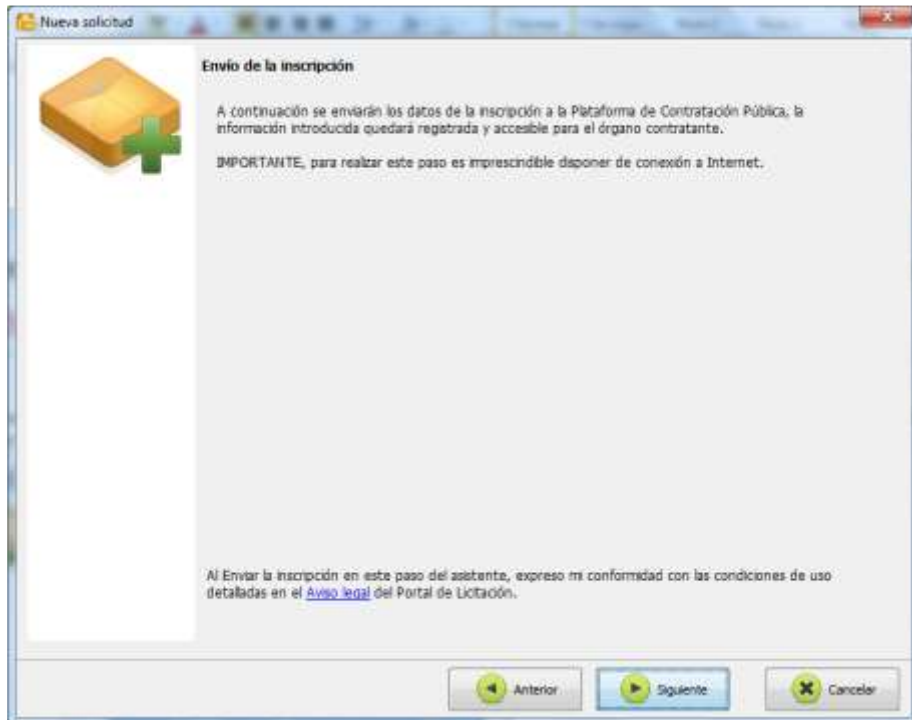 Nueva solicitud
Envío de la inscripción
A continuación se enviarán los datos de la inscripción a la Plataforma de Contratación Pública, la
información introducida quedará registrada y accesible para el órgano contratante.
IMPORTANTE, para realizar este paso es imprescindible disponer de conexión a Internet.
Al Enviar la inscripción en este paso del asistente, expreso mi conformidad con las condiciones de uso
detalladas en el Aviso legal del Portal de Licitación.
Anterior
Siguiente
Cancelar